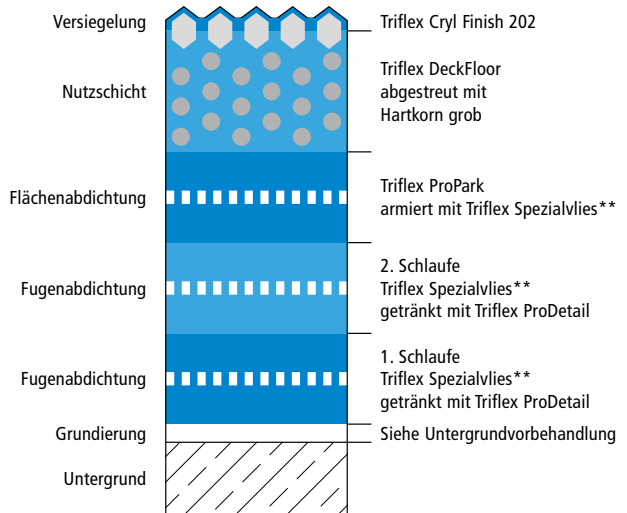 Versiegelung
Triflex Cryl Finish 202
Nutzschicht
Triflex DeckFloor
abgestreut mit
Hartkorn grob
Flächenabdichtung
Triflex ProPark
armiert mit Triflex Spezialvlies**
Fugenabdichtung
2. Schlaufe
Triflex Spezialvlies**
getränkt mit Triflex ProDetail
Fugenabdichtung
1. Schlaufe
Triflex Spezialvlies**
getränkt mit Triflex ProDetail
Grundierung
Siehe Untergrundvorbehandlung
Untergrund